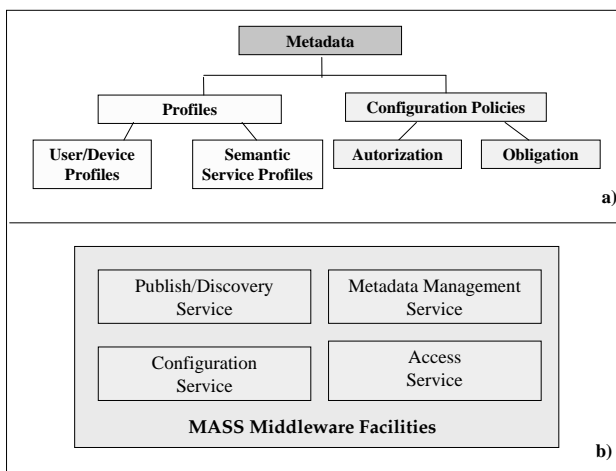 Metadata
Profiles
Configuration Policies
User/Device
Profiles
Semantic
Service Profiles
Autorization
Obligation
a)
Publish/Discovery
Service
Metadata Management
Service
Configuration
Service
Access
Service
MASS Middleware Facilities
b)